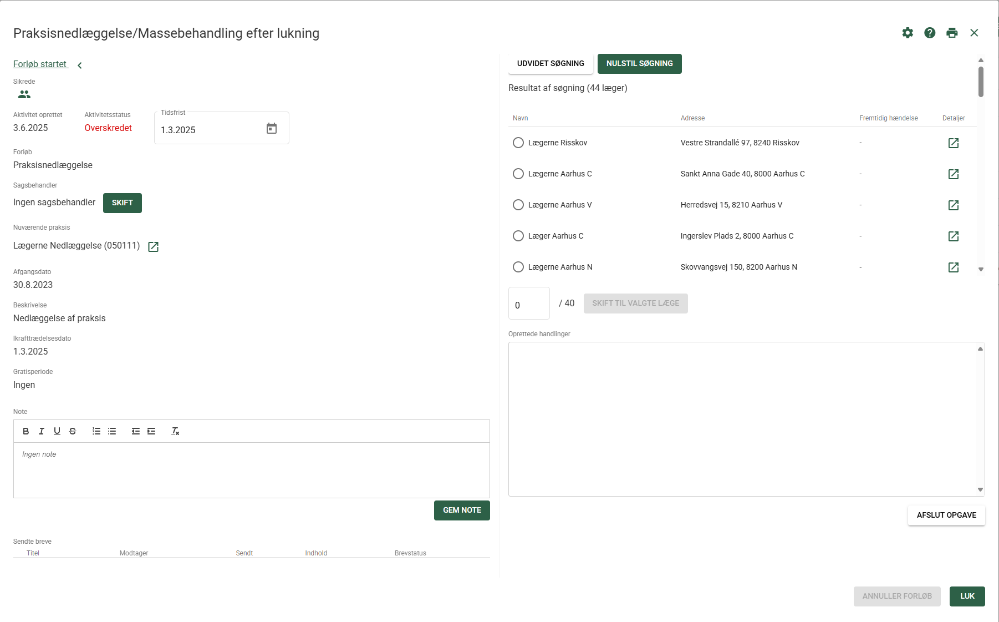 Praksisnedlæggelse/Massebehandling efter lukning
Forløb startet
Sikrede
Aktivitet oprettet
3.6.2025
Aktivitetsstatus
Overskredet
Tidsfrist
1.3.2025
Forløb
Praksisnedlæggelse
Sagsbehandler
Ingen sagsbehandler SKIFT
Nuværende praksis
Lægerne Nedlæggelse (050111)
Afgangsdato
30.8.2023
Beskrivelse
Nedlæggelse af praksis
Ikrafttrædelsesdato
1.3.2025
Gratisperiode
Ingen
Note
Ingen note
GEM NOTE
Sendte breve
Titel Modtager Sendt Indhold Brevstatus
UDVIDET SØGNING NULSTIL SØGNING
Resultat af søgning (44 læger)
Navn Adresse Fremtidig hændelse Detaljer
Lægerne Risskov Vestre Strandallé 97, 8240 Risskov -
Lægerne Aarhus C Sankt Anna Gade 40, 8000 Aarhus C -
Lægerne Aarhus V Herredsvej 15, 8210 Aarhus V -
Læger Aarhus C Ingerslev Plads 2, 8000 Aarhus C -
Lægerne Aarhus N Skovvangsvej 150, 8200 Aarhus N -
0 / 40 SKIFT TIL VALGTE LÆGE
Oprettede handlinger
AFSLUT OPGAVE
ANNULLER FORLØB LUK